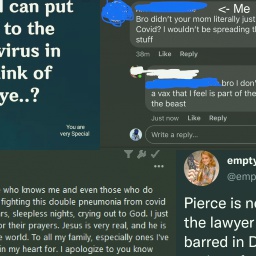 I can put
to the
virus in
ink of
ye..?
You are
very Special
<- Me
Bro didn't your mom literally just
Covid? I wouldn't be spreading th
stuff
38m Like Reply
.bro I don'
a vax that I feel is part of the
the beast
Just now Like Reply
Write a reply...
who knows me and even those who do
fighting this double pneumonia from covid
rs, sleepless nights, crying out to God. I just
or their prayers. Jesus is very real, and he is
e world. To all my family, especially ones I've
in my heart for. I apologize to you know
empty
@emp
Pierce is ne
the lawyer
barred in D